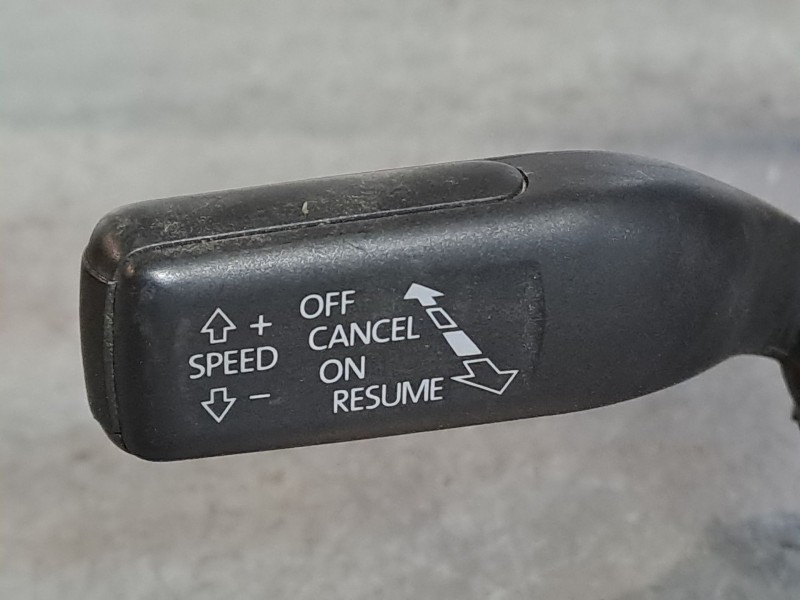 +
SPEED
−
OFF
CANCEL
ON
RESUME